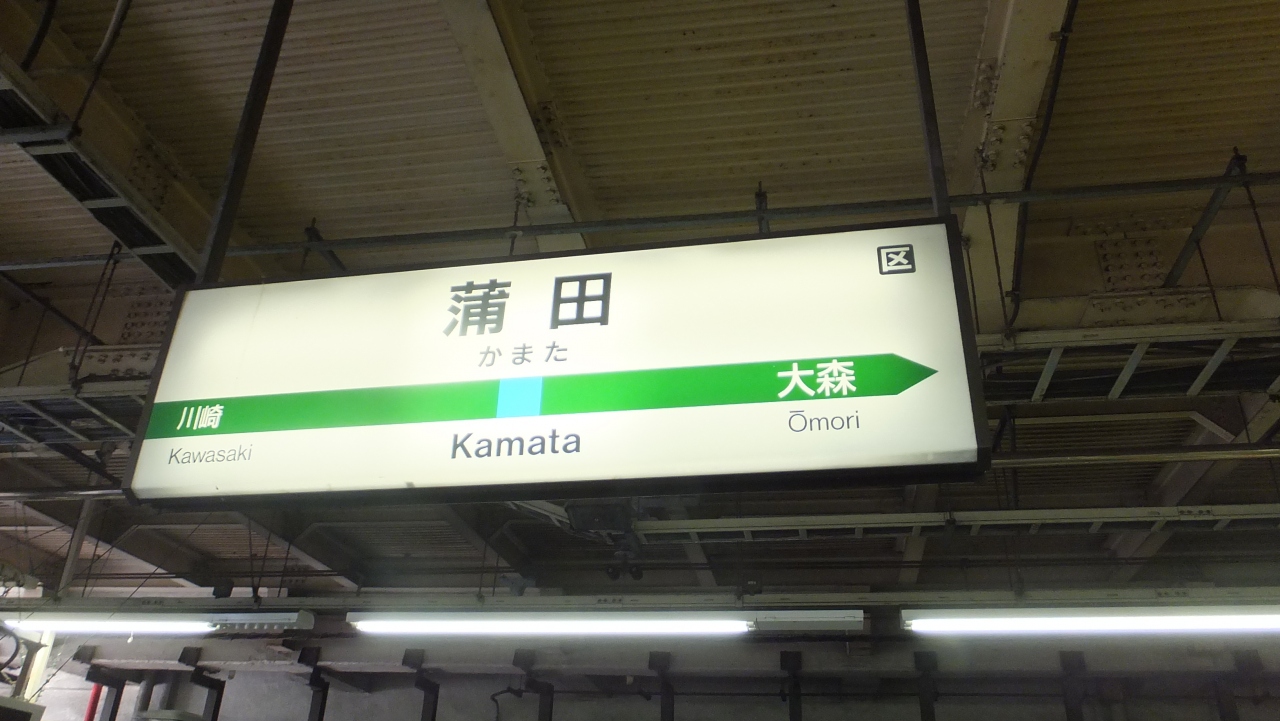 区
蒲田
かまた
川崎
大森
Kawasaki
Kamata
Ōmori